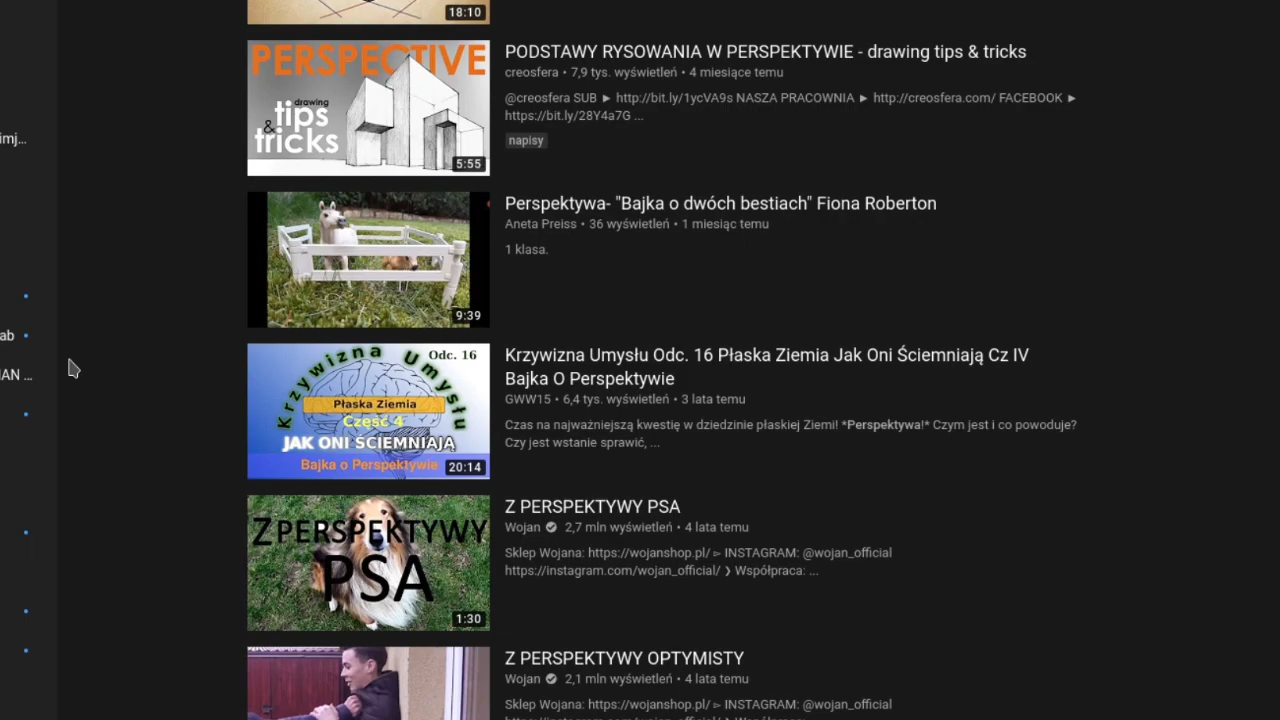 18:10
PERSPECTIVE
drawing
tips
&
tricks
5:55
PODSTAWY RYSOWANIA W PERSPEKTYWIE - drawing tips & tricks
creosfera • 7,9 tys. wyświetleń • 4 miesiące temu
@creosfera SUB ► http://bit.ly/1ycVA9s NASZA PRACOWNIA ► http://creosfera.com/ FACEBOOK ►
https://bit.ly/28Y4a7G ...
napisy
imj...
9:39
Perspektywa- "Bajka o dwóch bestiach" Fiona Roberton
Aneta Preiss • 36 wyświetleń • 1 miesiąc temu
1 klasa.
ab
IAN ...
Krzywizna Umysłu
Odc. 16
Płaska Ziemia
Część 4
JAK ONI ŚCIEMNIAJĄ
Bajka o Perspektywie
20:14
Krzywizna Umysłu Odc. 16 Płaska Ziemia Jak Oni Ściemniają Cz IV
Bajka O Perspektywie
GWW15 • 6,4 tys. wyświetleń • 3 lata temu
Czas na najważniejszą kwestię w dziedzinie płaskiej Ziemi! *Perspektywa!* Czym jest i co powoduje?
Czy jest wstanie sprawić, ...
Z PERSPEKTYWY
PSA
1:30
Z PERSPEKTYWY PSA
Wojan 2,7 mln wyświetleń • 4 lata temu
Sklep Wojana: https://wojanshop.pl/ ▻ INSTAGRAM: @wojan_official
https://instagram.com/wojan_official/ ❯ Współpraca: ...
Z PERSPEKTYWY OPTYMISTY
Wojan 2,1 mln wyświetleń • 4 lata temu
Sklep Wojana: https://wojanshop.pl/ ▻ INSTAGRAM: @wojan_official